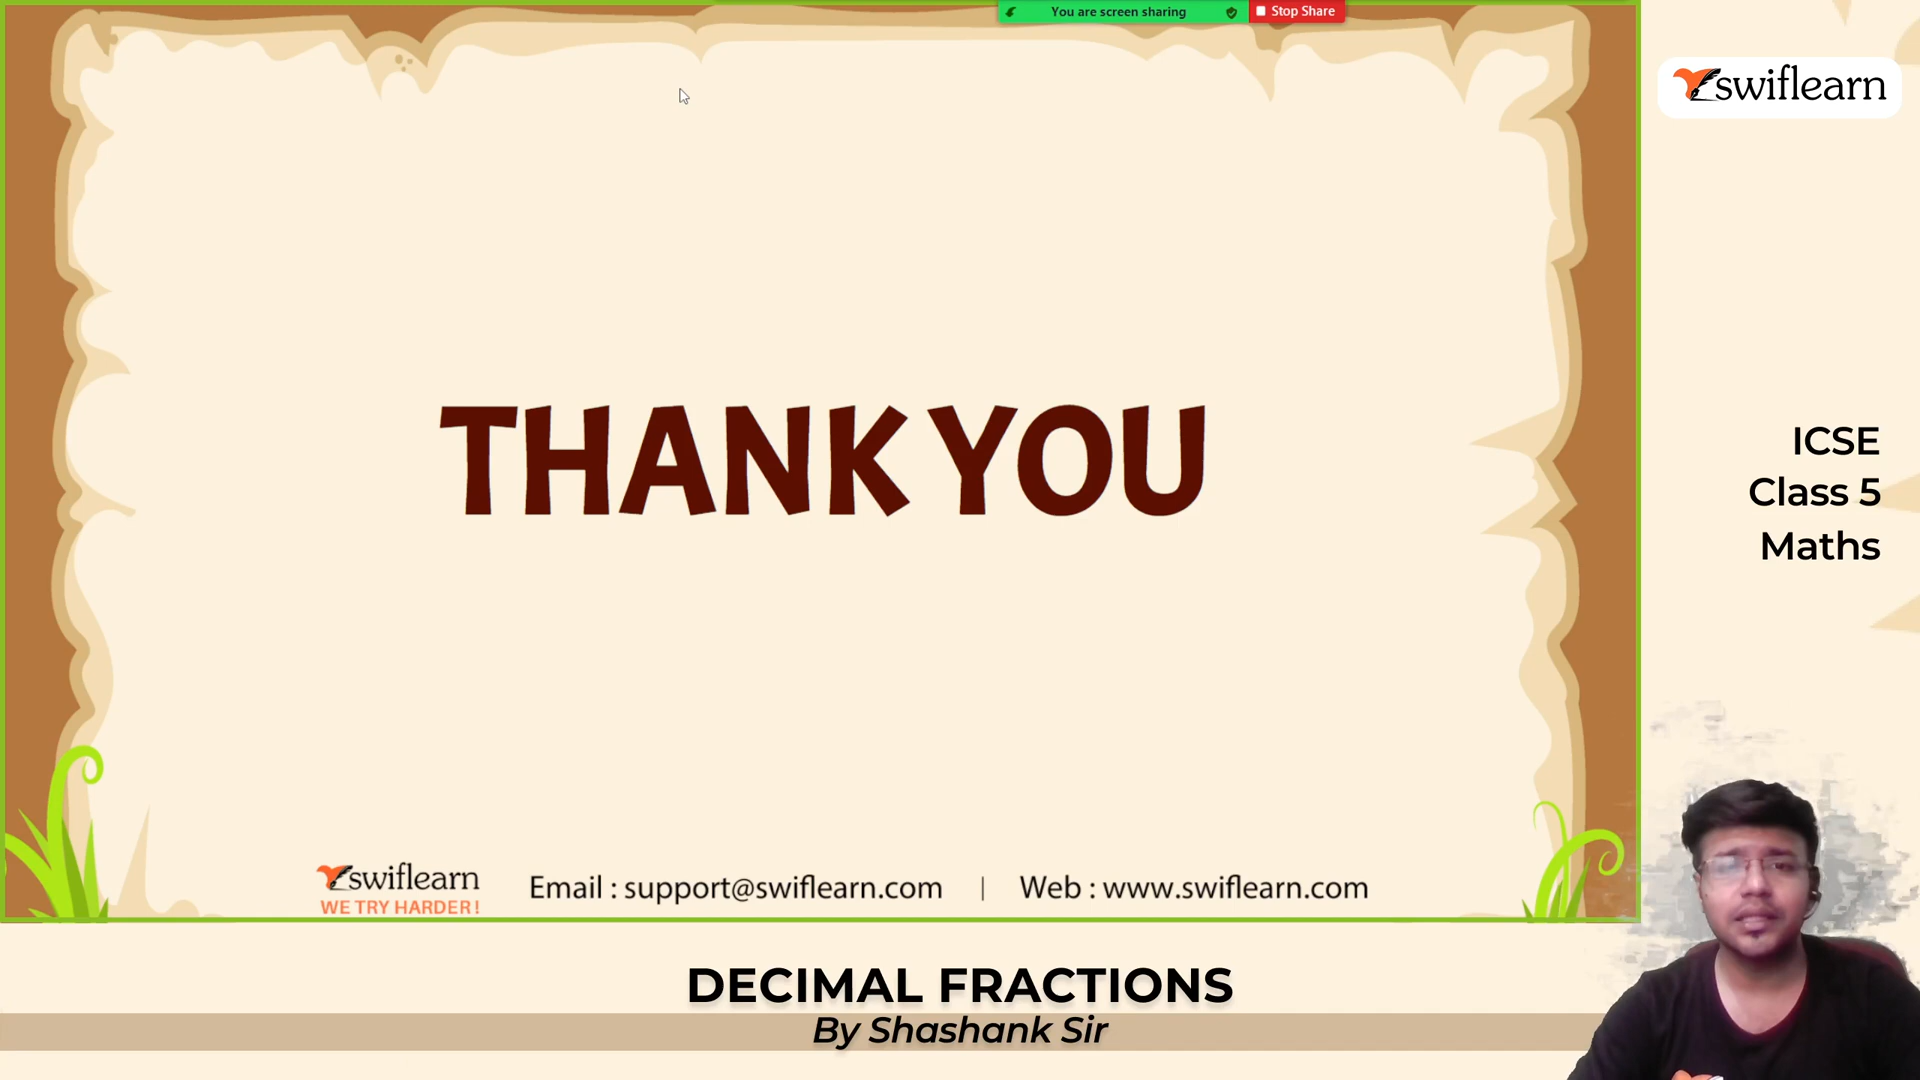 You are screen sharing
Stop Share
swiflearn
THANK YOU
ICSE
Class 5
Maths
swiflearn
WE TRY HARDER!
Email : support@swiflearn.com | Web : www.swiflearn.com
DECIMAL FRACTIONS
By Shashank Sir